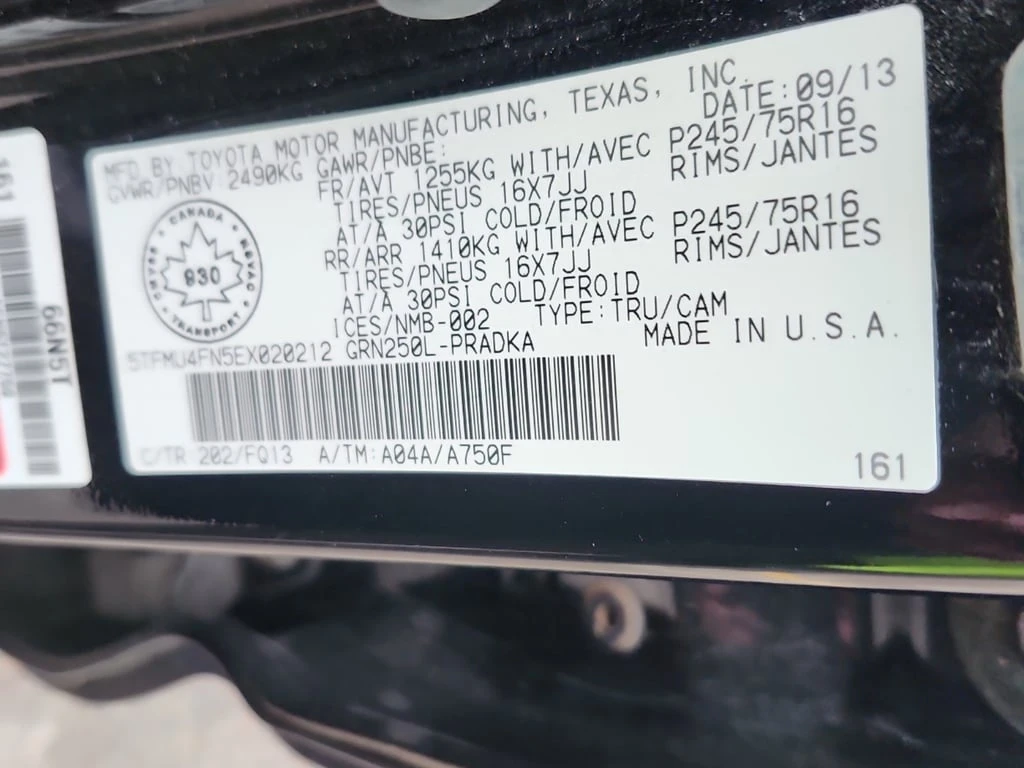 MFD BY TOYOTA MOTOR MANUFACTURING, TEXAS, INC.
DATE:09/13
GVWR/PNBV 2490KG GAWR/PNBE:
FR/AVT 1255KG WITH/AVEC P245/75R16
TIRES/PNEUS 16X7JJ RIMS/JANTES
AT/A 30PSI COLD/FROID
RR/ARR 1410KG WITH/AVEC P245/75R16
TIRES/PNEUS 16X7JJ RIMS/JANTES
AT/A 30PSI COLD/FROID
ICES/NMB-002 TYPE:TRU/CAM
CANADA
CMVSS NSVAC
930
TRANSPORT
5TFMU4FN5EX020212 GRN250L-PRADKA MADE IN U.S.A.
C/TR 202/FQ13 A/TM:A04A/A750F
161
161
66N5T